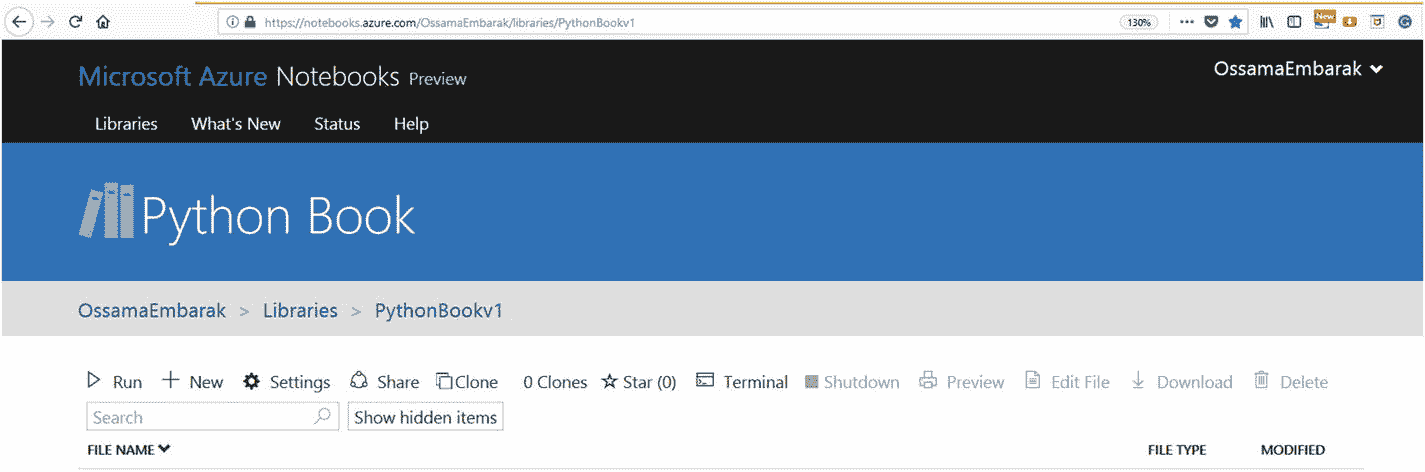 https://notebooks.azure.com/OssamaEmbarak/libraries/PythonBookv1 130% New
Microsoft Azure Notebooks Preview OssamaEmbarak
Libraries What's New Status Help
Python Book
OssamaEmbarak > Libraries > PythonBookv1
Run New Settings Share Clone 0 Clones Star (0) Terminal Shutdown Preview Edit File Download Delete
Search Show hidden items
FILE NAME FILE TYPE MODIFIED